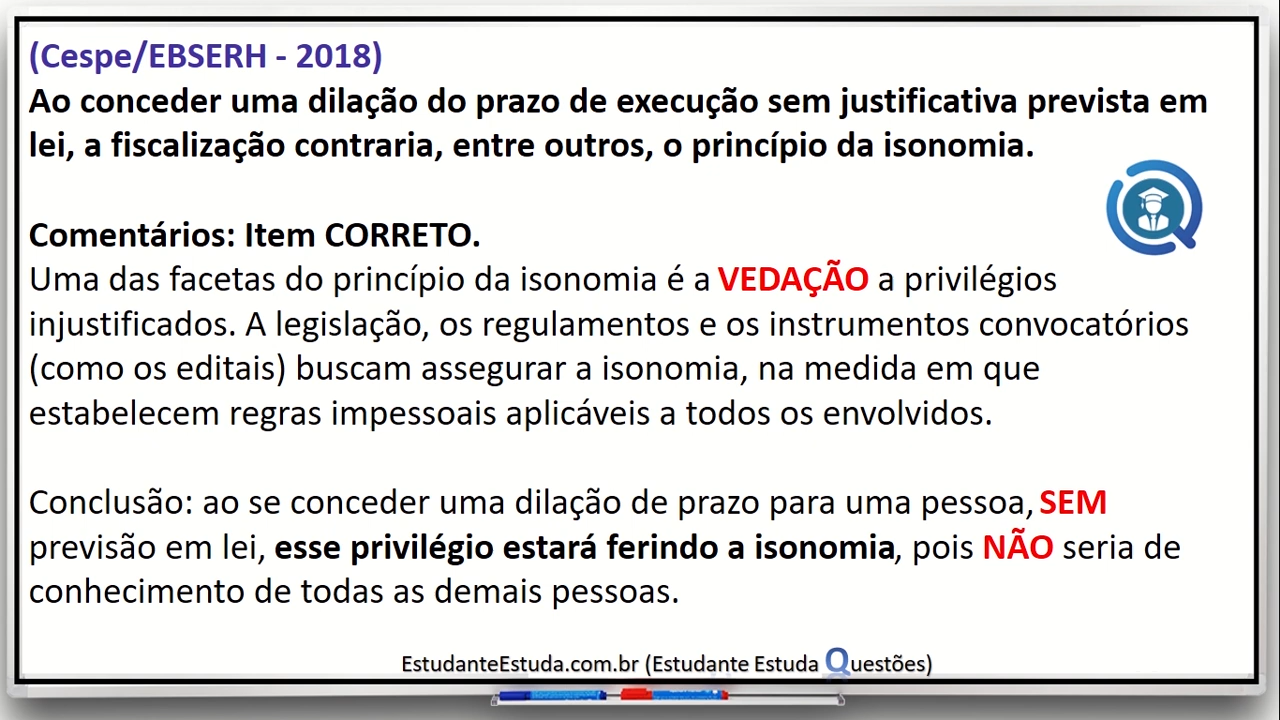 (Cespe/EBSERH - 2018)
Ao conceder uma dilação do prazo de execução sem justificativa prevista em
lei, a fiscalização contraria, entre outros, o princípio da isonomia.
Comentários: Item CORRETO.
Uma das facetas do princípio da isonomia é a VEDAÇÃO a privilégios
injustificados. A legislação, os regulamentos e os instrumentos convocatórios
(como os editais) buscam assegurar a isonomia, na medida em que
estabelecem regras impessoais aplicáveis a todos os envolvidos.
Conclusão: ao se conceder uma dilação de prazo para uma pessoa, SEM
previsão em lei, esse privilégio estará ferindo a isonomia, pois NÃO seria de
conhecimento de todas as demais pessoas.
EstudanteEstuda.com.br (Estudante Estuda Questões)